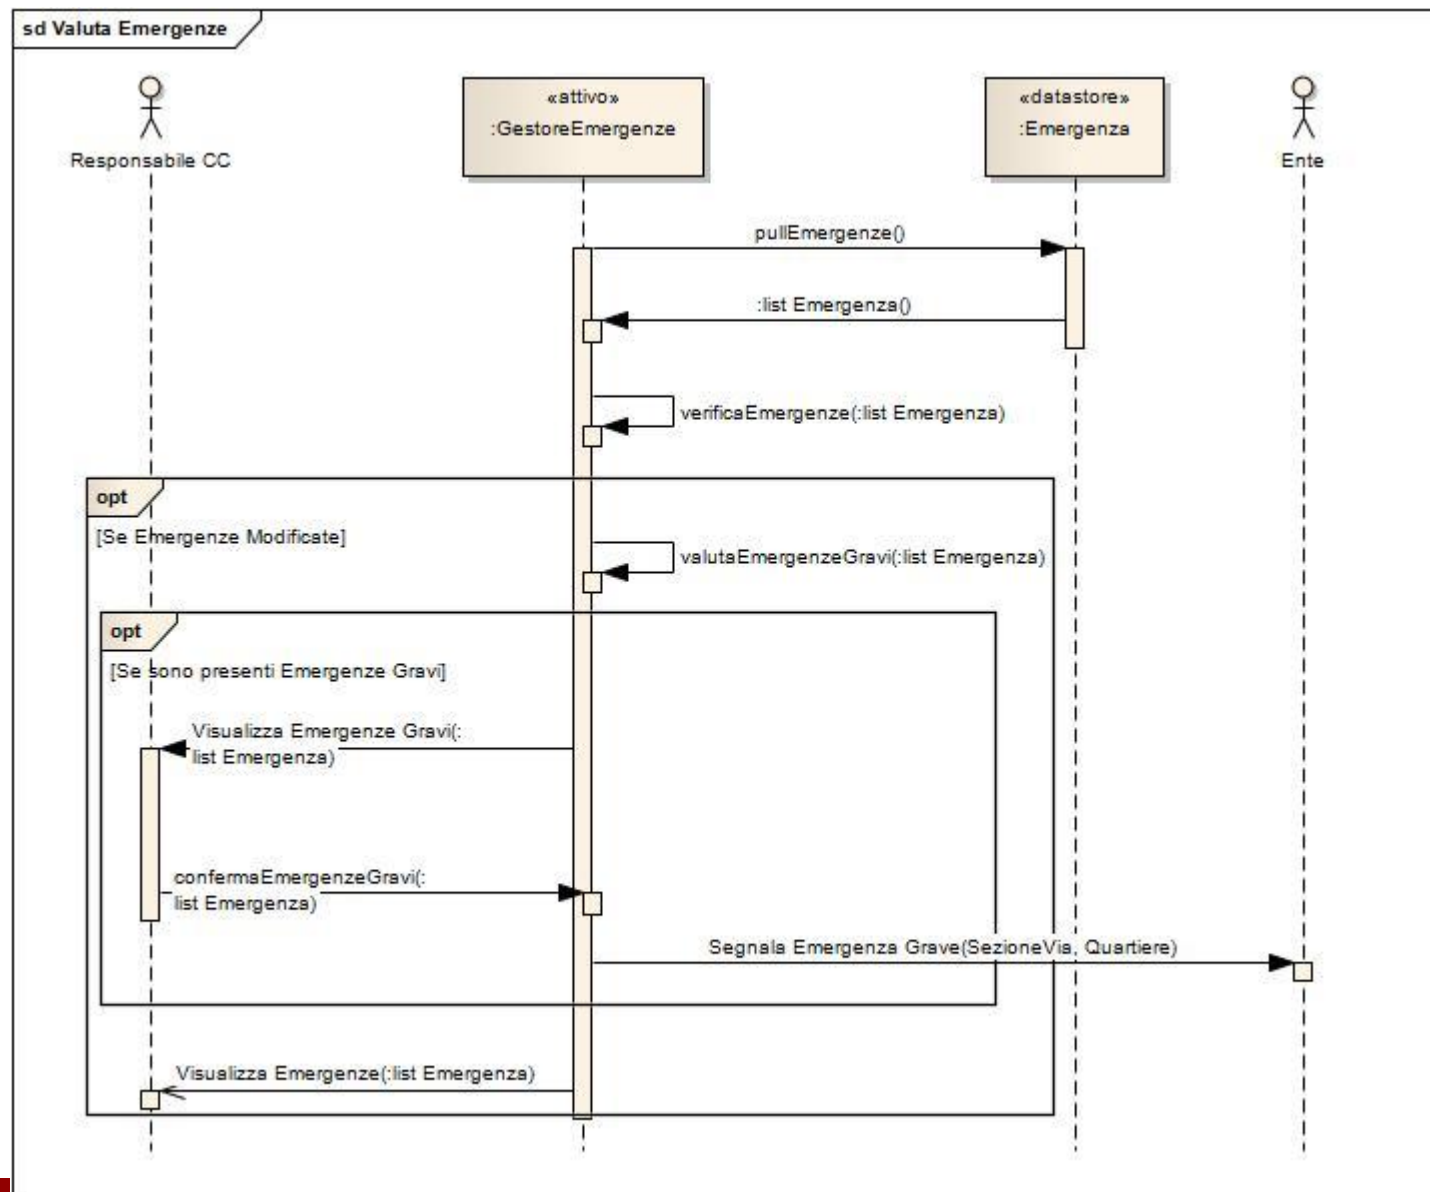 sd Valuta Emergenze
Responsabile CC
«attivo»
:GestoreEmergenze
«datastore»
:Emergenza
Ente
pullEmergenze()
:list Emergenza()
verificaEmergenze(:list Emergenza)
opt
[Se Emergenze Modificate]
valutaEmergenzeGravi(:list Emergenza)
opt
[Se sono presenti Emergenze Gravi]
Visualizza Emergenze Gravi(:
list Emergenza)
confermaEmergenzeGravi(:
list Emergenza)
Segnala Emergenza Grave(SezioneVia, Quartiere)
Visualizza Emergenze(:list Emergenza)